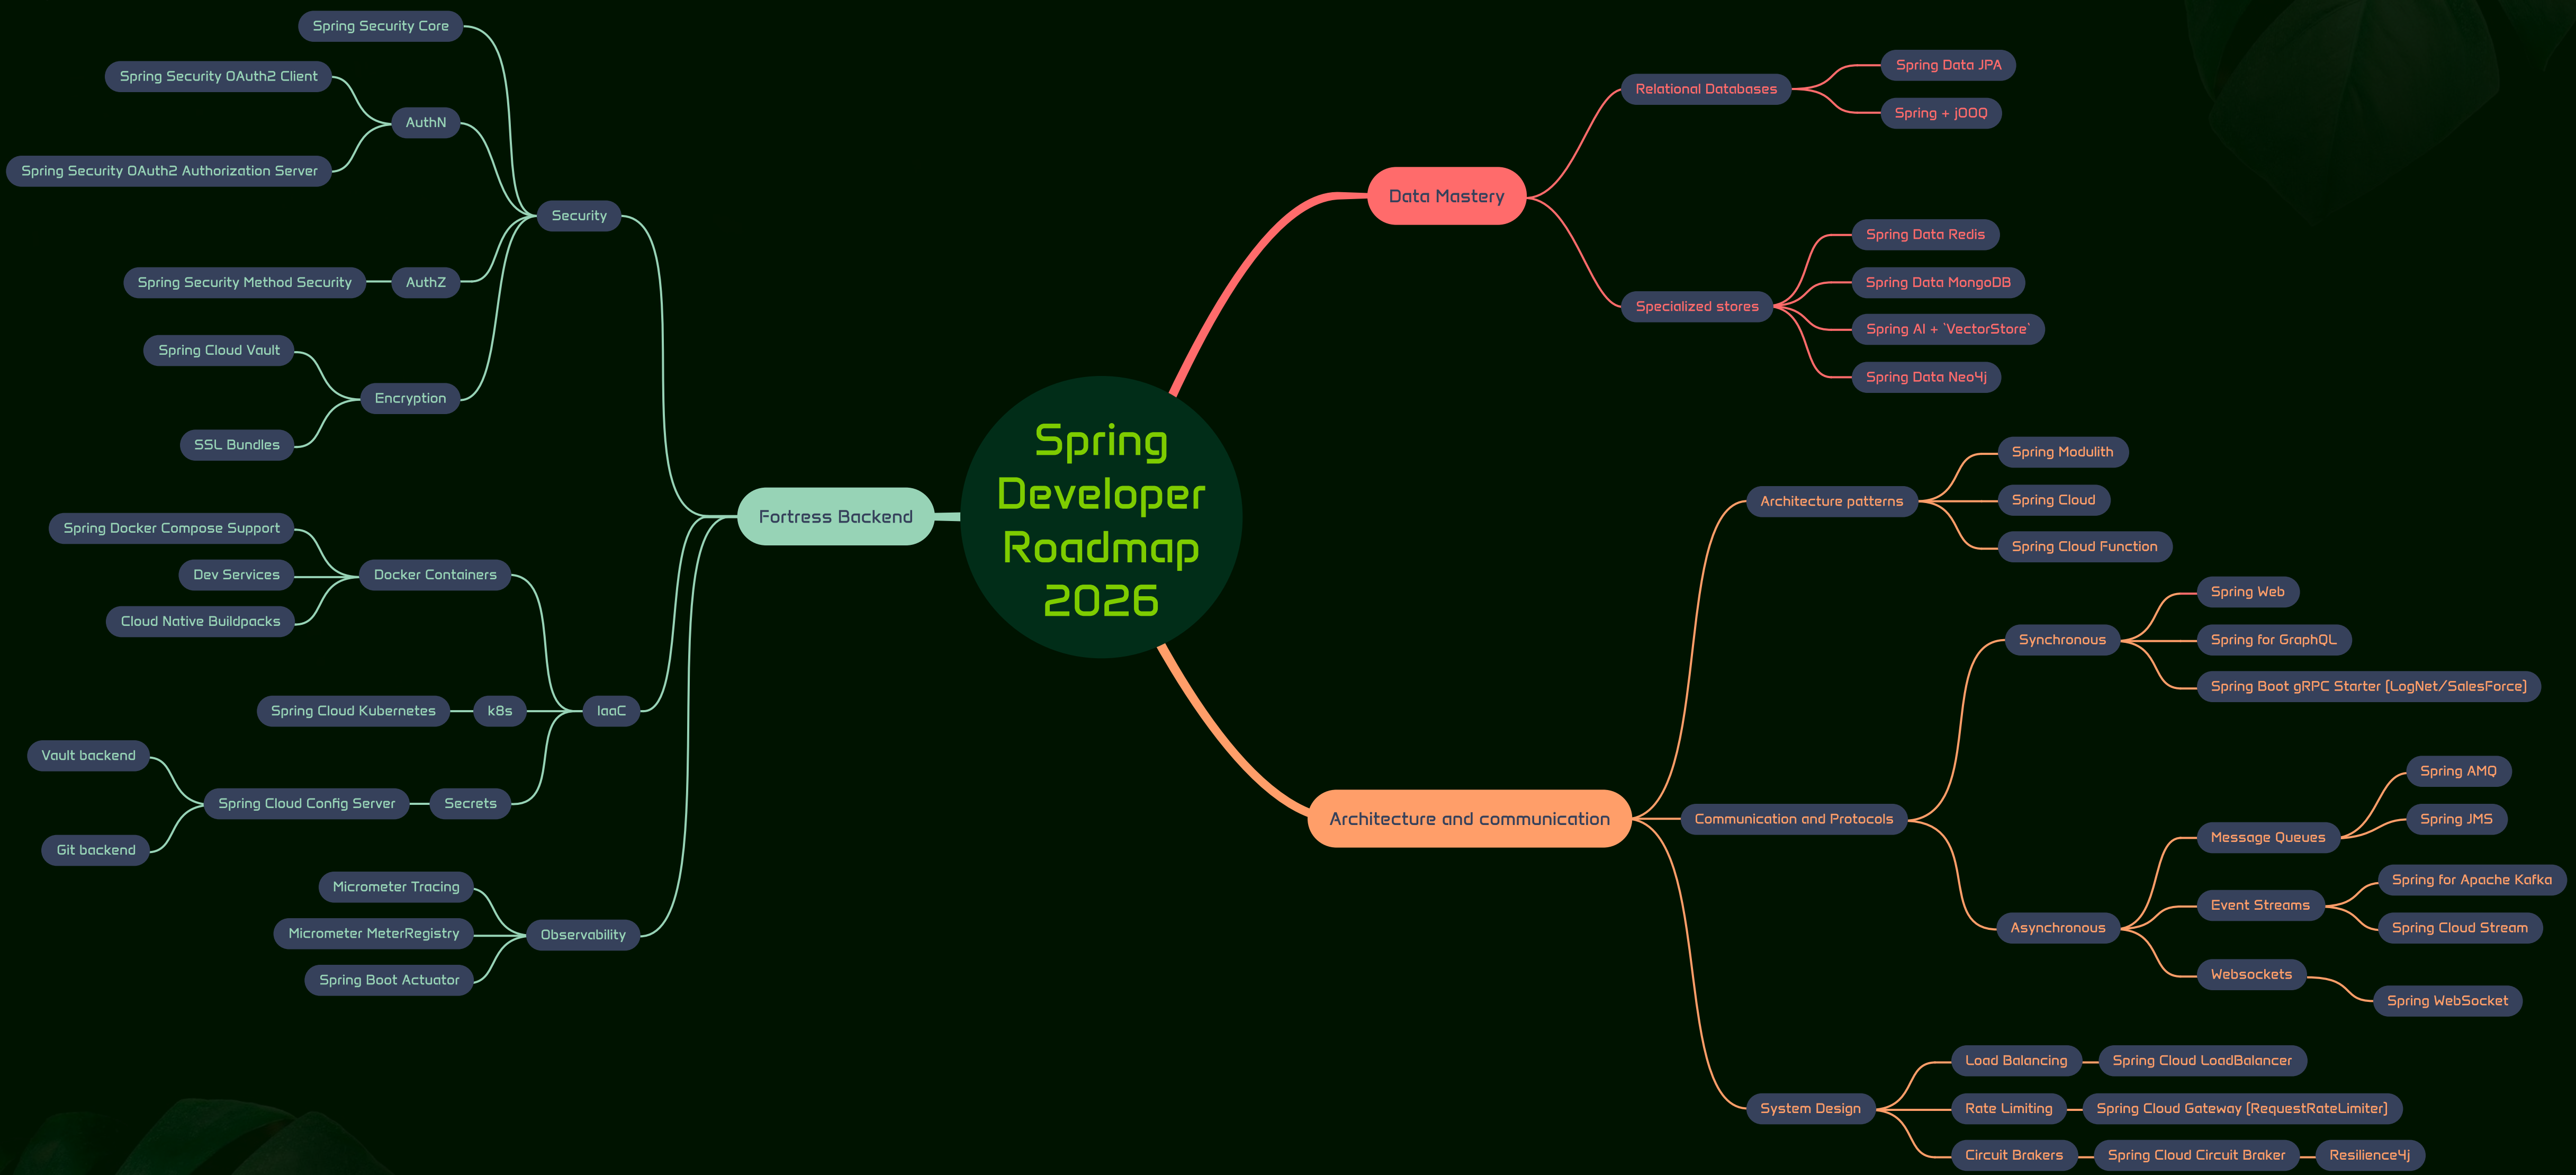 Spring
Developer
Roadmap
2026
Fortress Backend
Security
Spring Security Core
AuthN
Spring Security OAuth2 Client
Spring Security OAuth2 Authorization Server
AuthZ
Spring Security Method Security
Encryption
Spring Cloud Vault
SSL Bundles
IaaC
Docker Containers
Spring Docker Compose Support
Dev Services
Cloud Native Buildpacks
k8s
Spring Cloud Kubernetes
Secrets
Spring Cloud Config Server
Vault backend
Git backend
Observability
Micrometer Tracing
Micrometer MeterRegistry
Spring Boot Actuator
Data Mastery
Relational Databases
Spring Data JPA
Spring + jOOQ
Specialized stores
Spring Data Redis
Spring Data MongoDB
Spring AI + `VectorStore`
Spring Data Neo4j
Architecture and communication
Architecture patterns
Spring Modulith
Spring Cloud
Spring Cloud Function
Communication and Protocols
Synchronous
Spring Web
Spring for GraphQL
Spring Boot gRPC Starter (LogNet/SalesForce)
Asynchronous
Message Queues
Spring AMQ
Spring JMS
Event Streams
Spring for Apache Kafka
Spring Cloud Stream
Websockets
Spring WebSocket
System Design
Load Balancing
Spring Cloud LoadBalancer
Rate Limiting
Spring Cloud Gateway (RequestRateLimiter)
Circuit Brakers
Spring Cloud Circuit Braker
Resilience4j